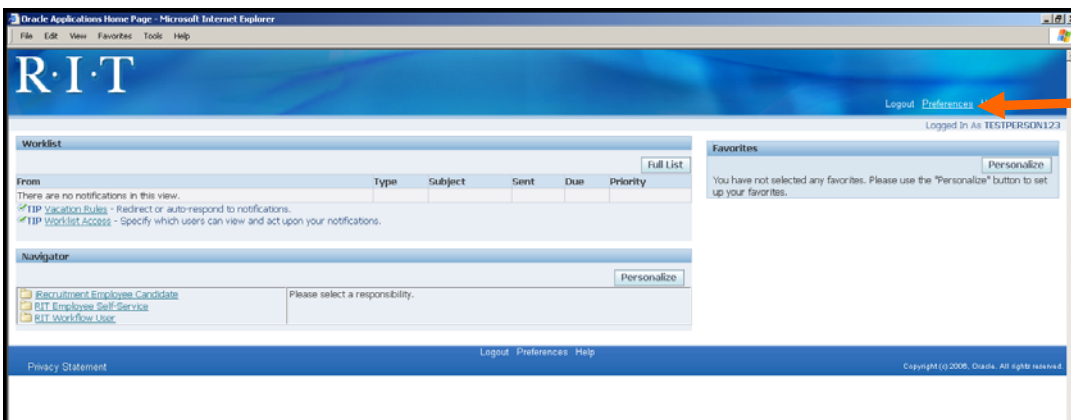 Oracle Applications Home Page - Microsoft Internet Explorer
File Edit View Favorites Tools Help
R·I·T
Logout Preferences
Logged In As TESTPERSON123
Worklist
Full List
From Type Subject Sent Due Priority
There are no notifications in this view.
TIP Vacation Rules - Redirect or auto-respond to notifications.
TIP Worklist Access - Specify which users can view and act upon your notifications.
Favorites
Personalize
You have not selected any favorites. Please use the "Personalize" button to set
up your favorites.
Navigator
Personalize
Recruitment Employee Candidate
RIT Employee Self-Service
RIT Workflow User
Please select a responsibility.
Logout Preferences Help
Privacy Statement
Copyright (c) 2006, Oracle. All rights reserved.